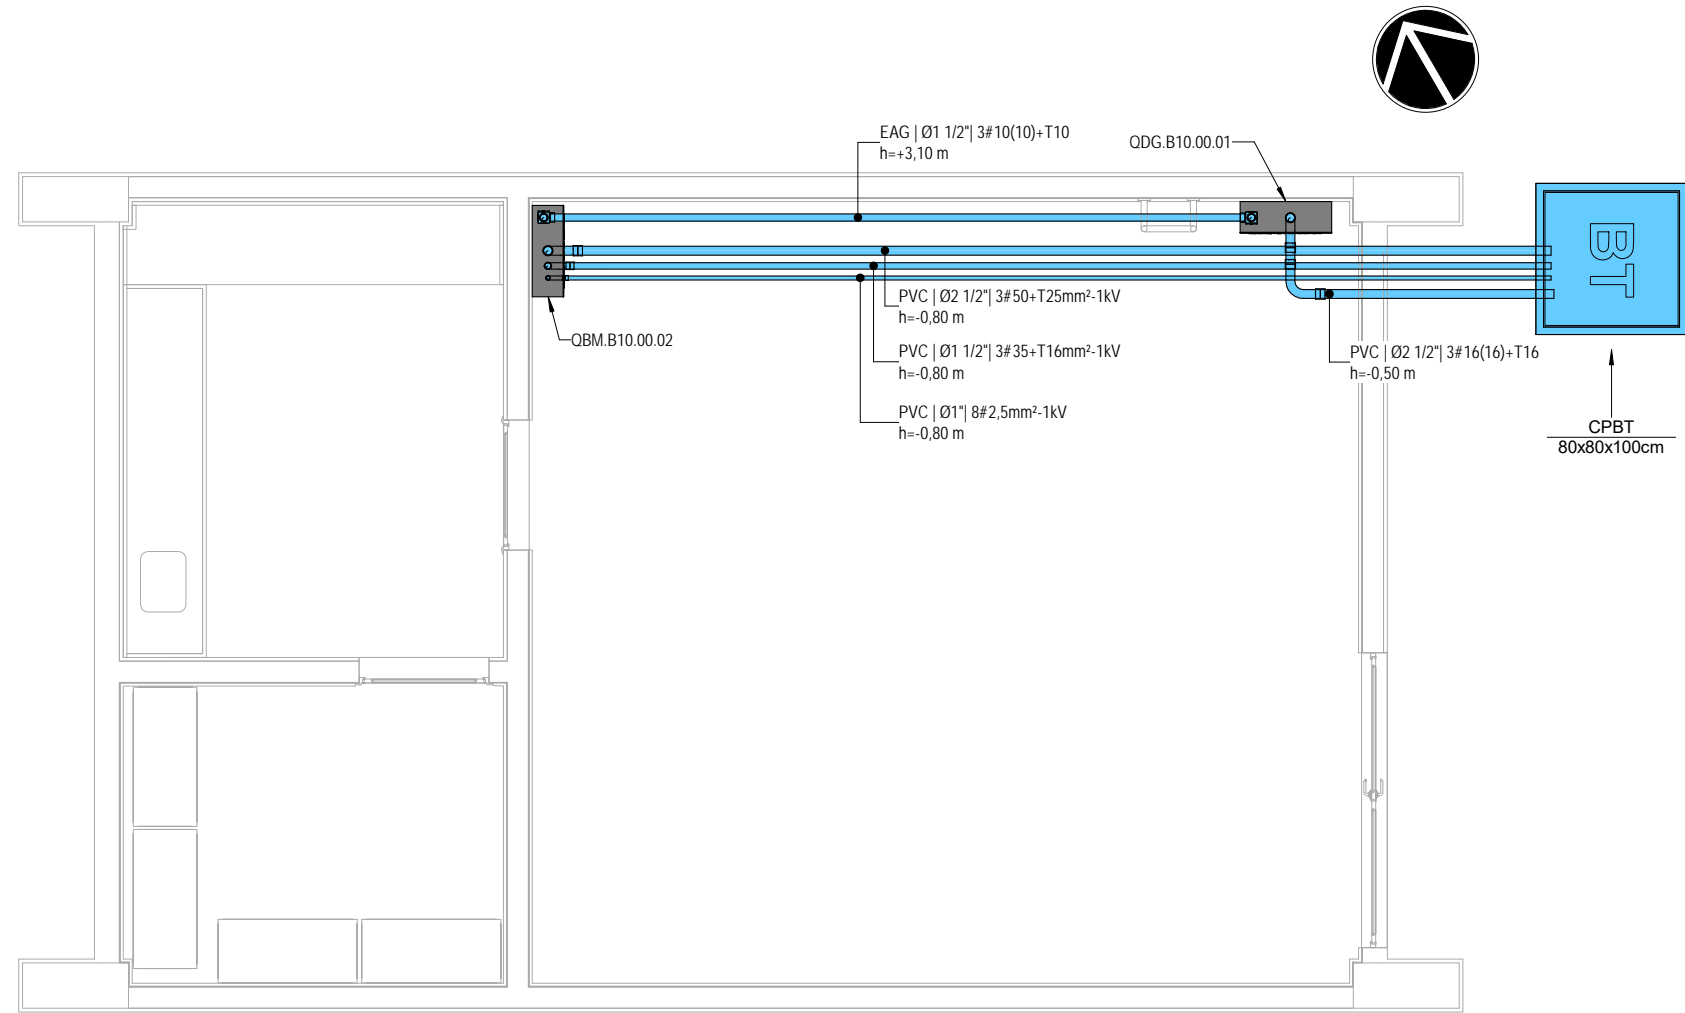 EAG | Ø1 1/2"| 3#10(10)+T10
h=+3,10 m
QDG.B10.00.01
BT
PVC | Ø2 1/2"| 3#50+T25mm²-1kV
h=-0,80 m
QBM.B10.00.02
PVC | Ø1 1/2"| 3#35+T16mm²-1kV
h=-0,80 m
PVC | Ø2 1/2"| 3#16(16)+T16
h=-0,50 m
PVC | Ø1"| 8#2,5mm²-1kV
h=-0,80 m
CPBT
80x80x100cm